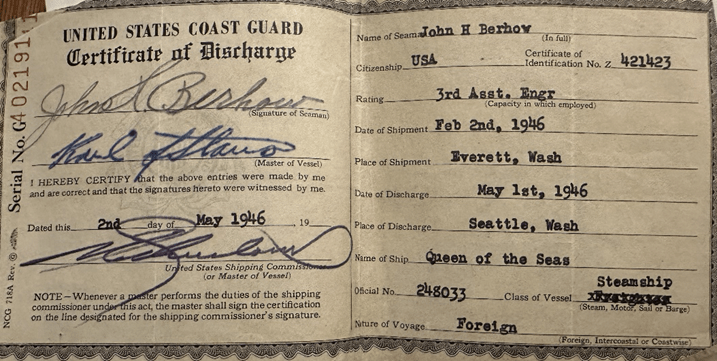 Serial No. G4021911
NCG 718A Rev.
UNITED STATES COAST GUARD
Certificate of Discharge
John H Berhow
(Signature of Seaman)
Karl
(Master of Vessel)
I HEREBY CERTIFY that the above entries were made by me
and are correct and that the signatures hereto were witnessed by me.
Dated this 2nd day of May 1946 , 19
United States Shipping Commissioner
(or Master of Vessel)
NOTE—Whenever a master performs the duties of the shipping
commissioner under this act, the master shall sign the certification
on the line designated for the shipping commissioner's signature.
Name of Seaman John H Berhow
(In full)
Citizenship USA Certificate of Identification No. Z 421423
Rating 3rd Asst. Engr
(Capacity in which employed)
Date of Shipment Feb 2nd, 1946
Place of Shipment Everett, Wash
Date of Discharge May 1st, 1946
Place of Discharge Seattle, Wash
Name of Ship Queen of the Seas
Official No. 248033 Class of Vessel Steamship
(Steam, Motor, Sail or Barge)
Nature of Voyage Foreign
(Foreign, Intercoastal or Coastwise)